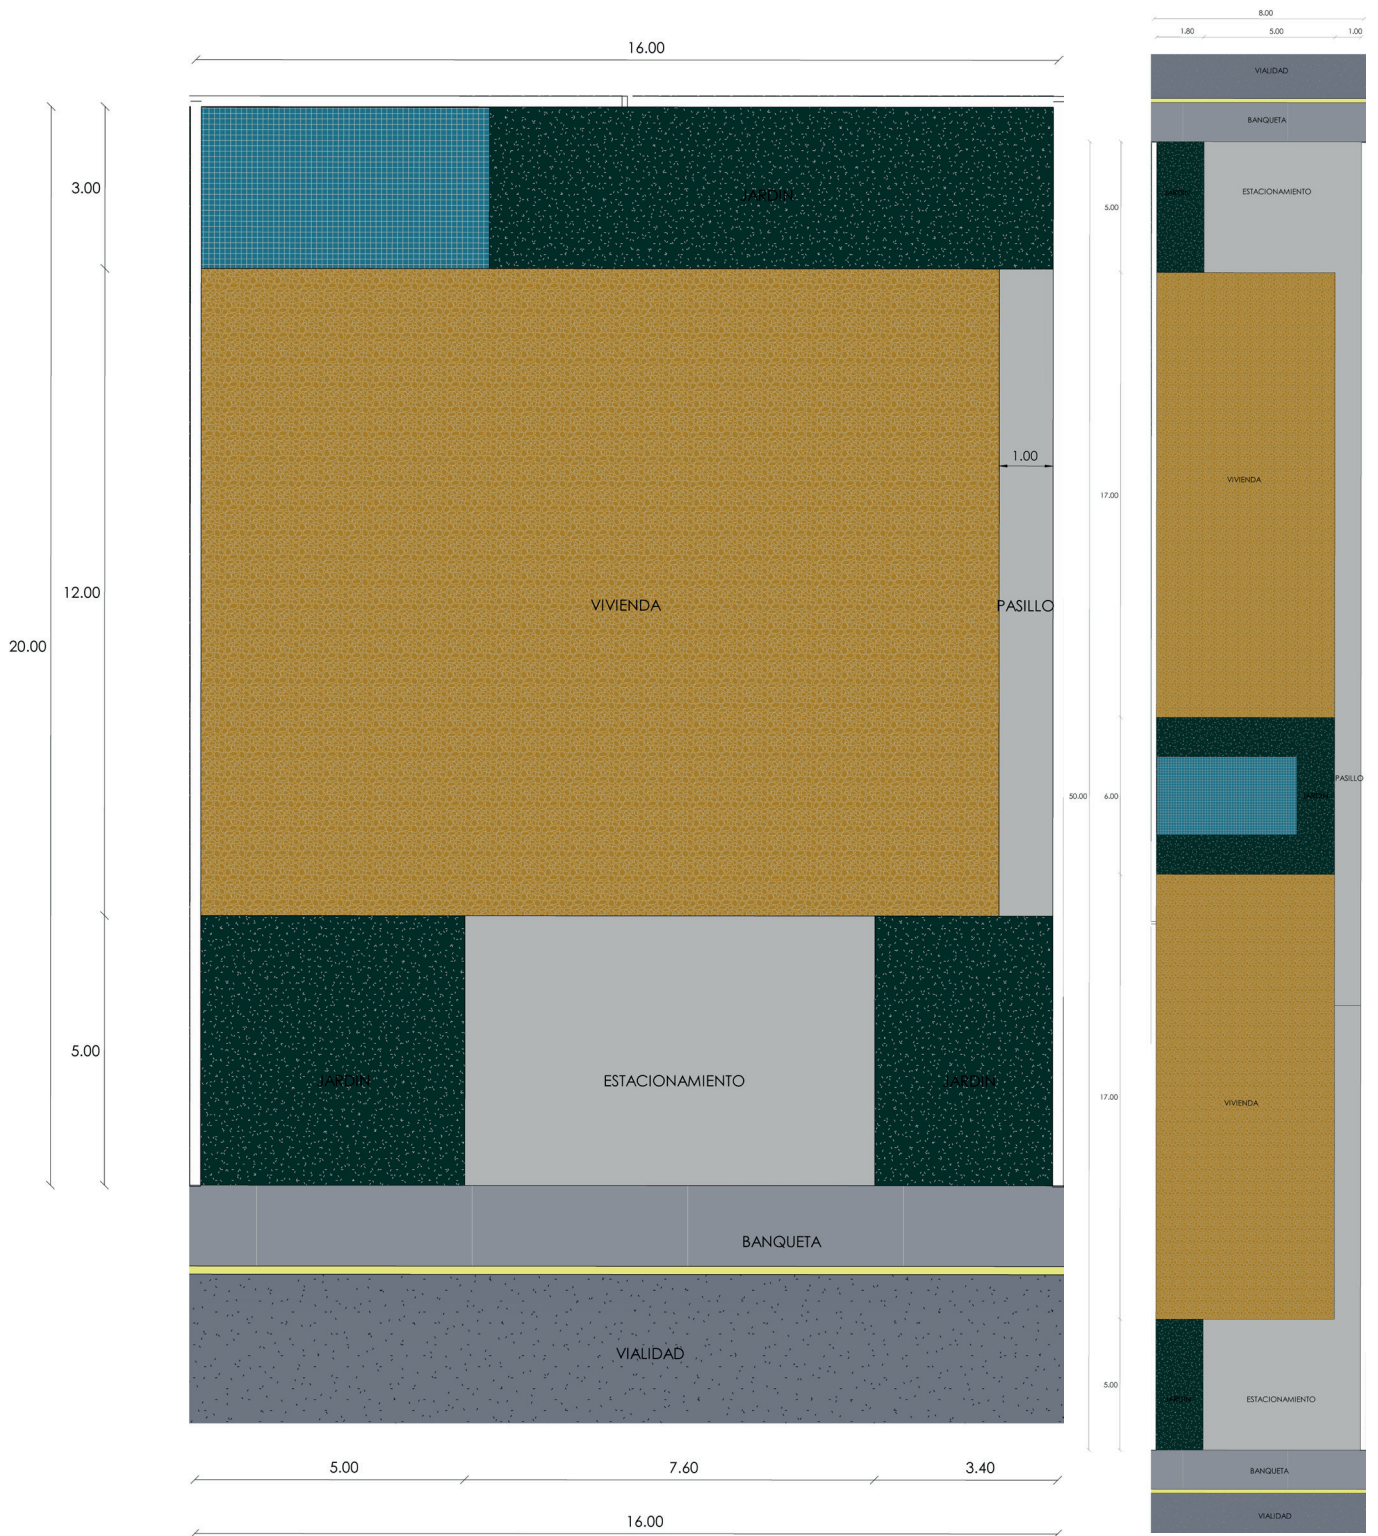 16.00
3.00
12.00
20.00
5.00
JARDIN
1.00
VIVIENDA
PASILLO
JARDIN
ESTACIONAMIENTO
JARDIN
BANQUETA
VIALIDAD
5.00
7.60
3.40
16.00
8.00
1.80
5.00
1.00
VIALIDAD
BANQUETA
JARDIN
ESTACIONAMIENTO
5.00
VIVIENDA
17.00
PASILLO
50.00
6.00
JARDIN
17.00
VIVIENDA
5.00
JARDIN
ESTACIONAMIENTO
BANQUETA
VIALIDAD